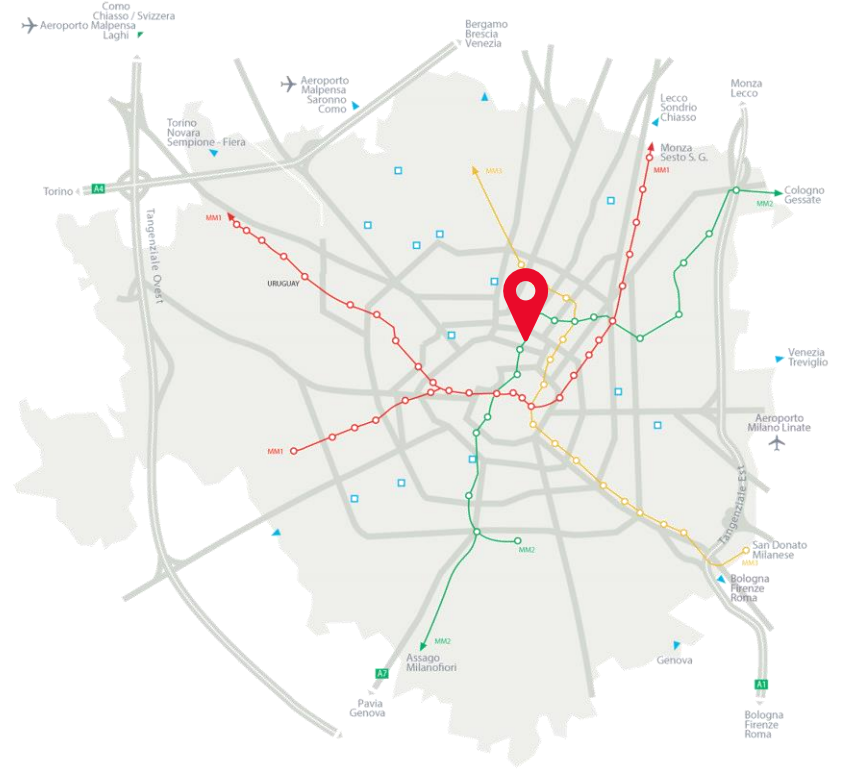 Como
Chiasso / Svizzera
Aeroporto Malpensa
Laghi
Bergamo
Brescia
Venezia
Aeroporto
Malpensa
Saronno
Como
Monza
Lecco
Lecco
Sondrio
Chiasso
Torino
Novara
Sempione - Fiera
Monza
Sesto S. G.
MM1
MM3
Torino
A4
Cologno
Gessate
MM2
MM1
Tangenziale Ovest
URUGUAY
Venezia
Treviglio
Aeroporto
Milano Linate
MM1
Tangenziale Est
MM2
San Donato
Milanese
MM3
Bologna
Firenze
Roma
MM2
Assago
Milanofiori
Genova
A7
A1
Pavia
Genova
Bologna
Firenze
Roma